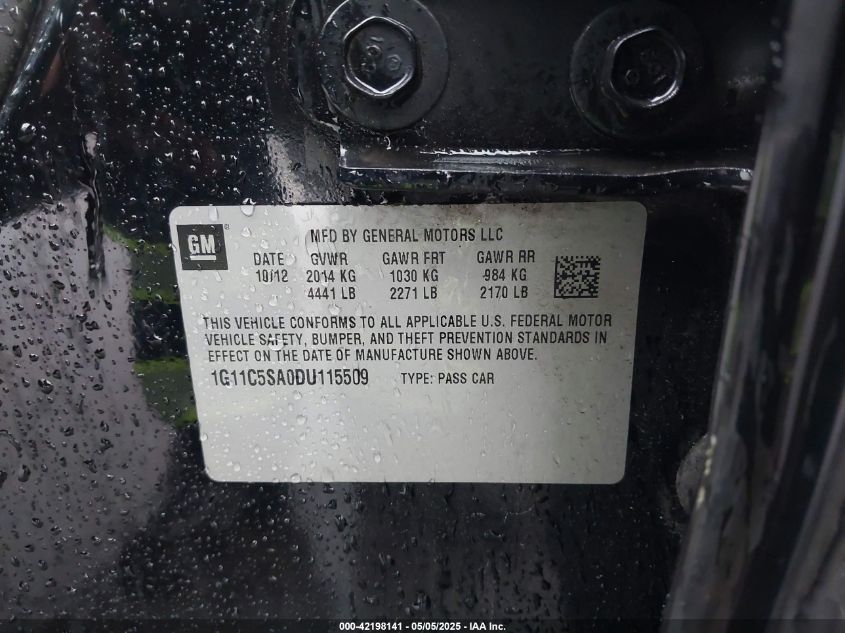 GM
MFD BY GENERAL MOTORS LLC
DATE GVWR GAWR FRT GAWR RR
10/12 2014 KG 1030 KG 984 KG
4441 LB 2271 LB 2170 LB
THIS VEHICLE CONFORMS TO ALL APPLICABLE U.S. FEDERAL MOTOR
VEHICLE SAFETY, BUMPER, AND THEFT PREVENTION STANDARDS IN
EFFECT ON THE DATE OF MANUFACTURE SHOWN ABOVE.
1G11C5SA0DU115509 TYPE: PASS CAR
000-42198141 - 05/05/2025 - IAA Inc.